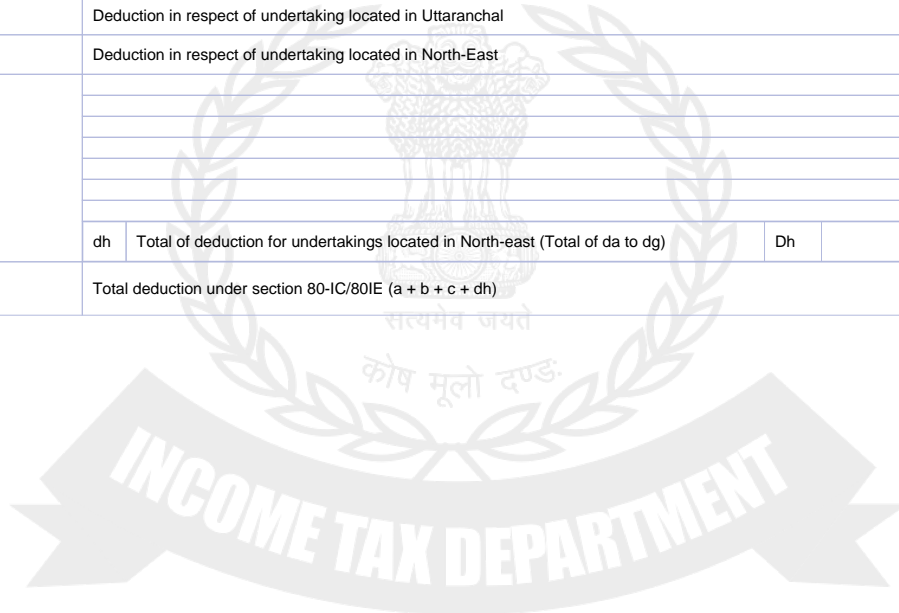 Deduction in respect of undertaking located in Uttaranchal
Deduction in respect of undertaking located in North-East
dh Total of deduction for undertakings located in North-east (Total of da to dg) Dh
Total deduction under section 80-IC/80IE (a + b + c + dh)
सत्यमेव जयते
कोष मूलो दण्डः
INCOME TAX DEPARTMENT